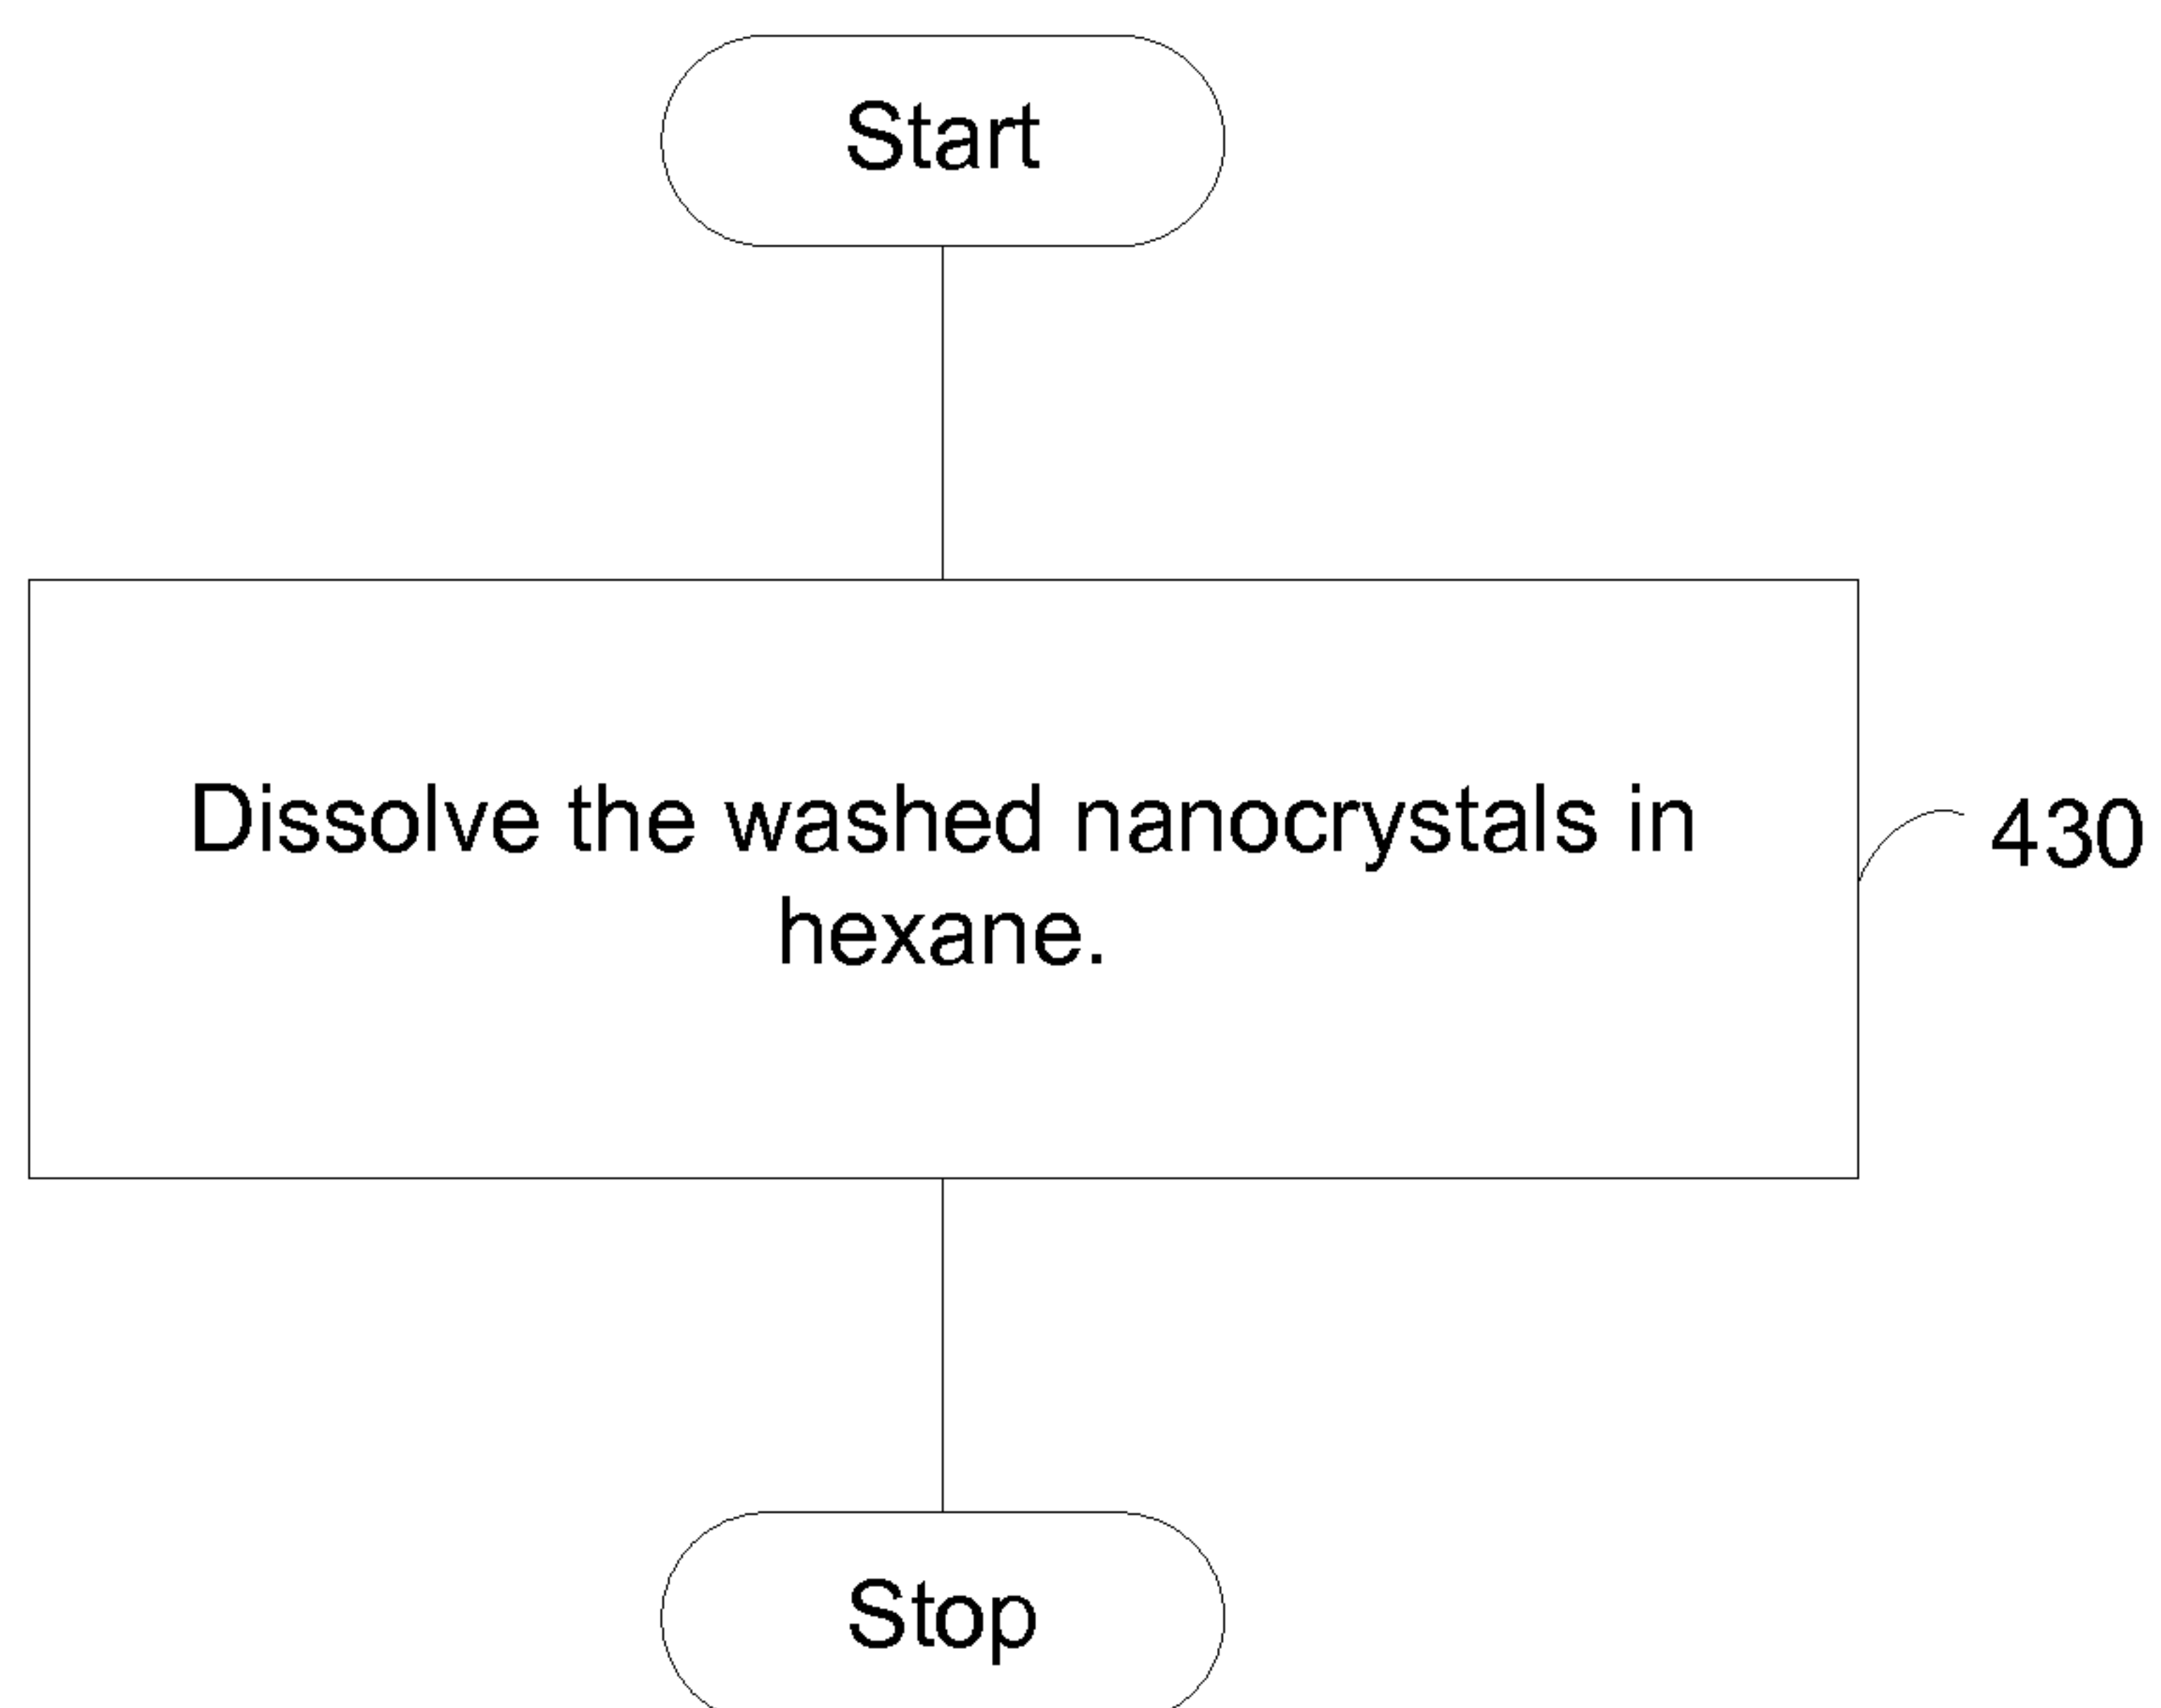 Start
Dissolve the washed nanocrystals in
hexane.
430
Stop